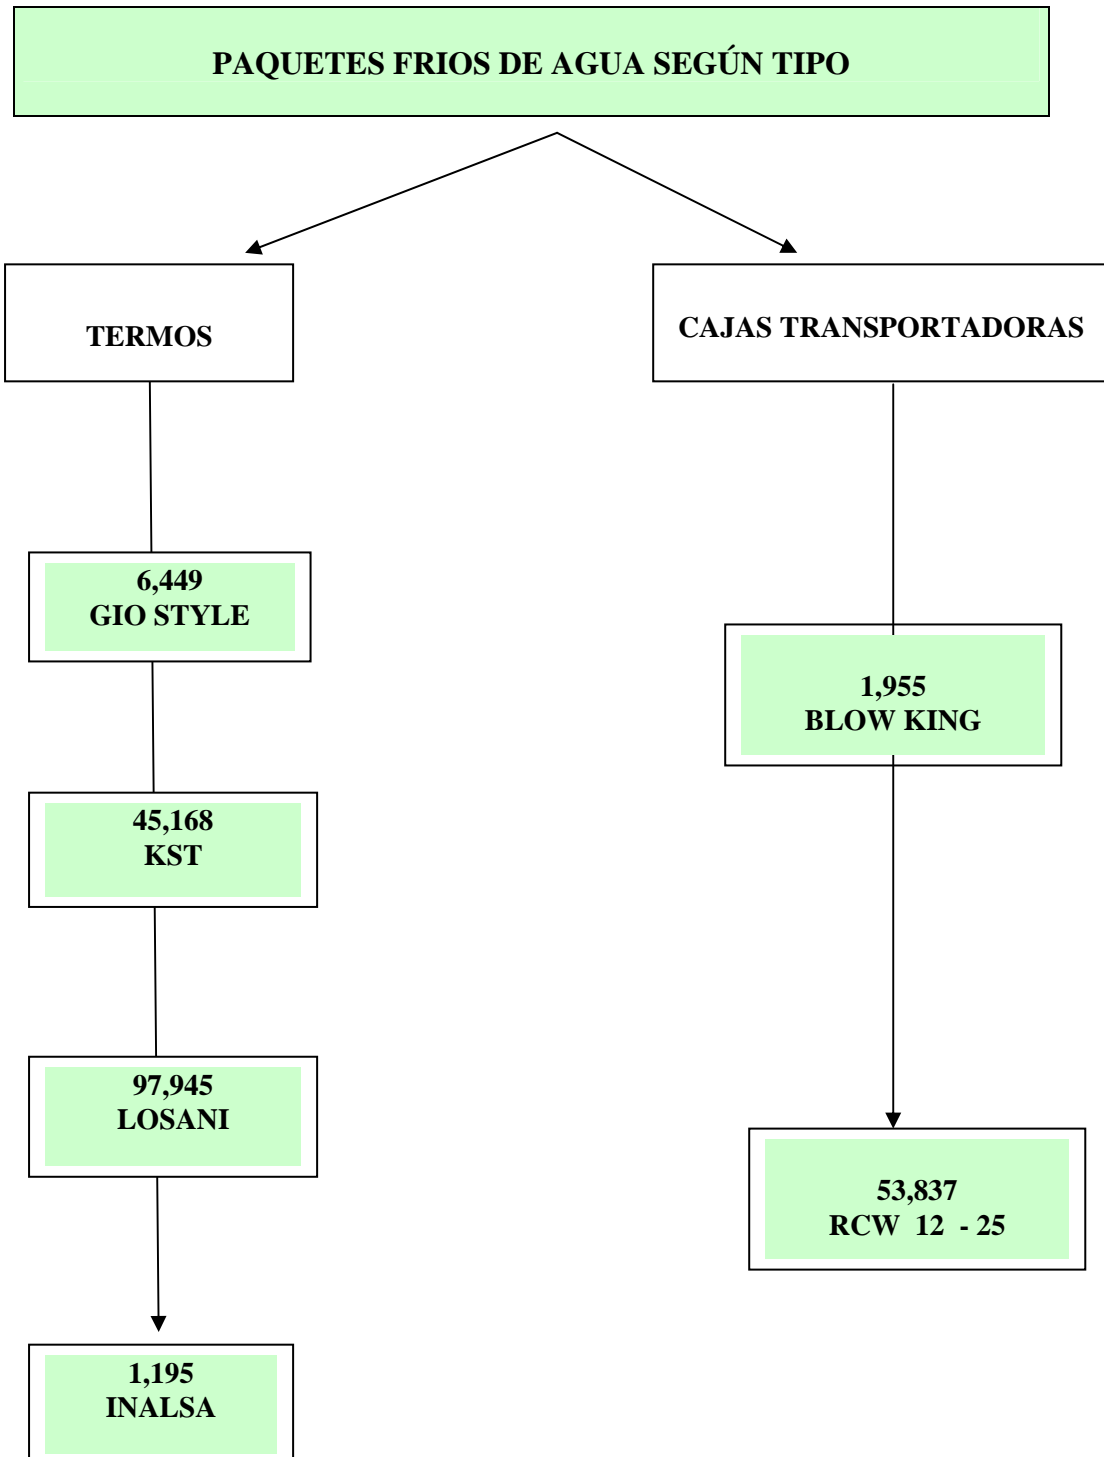 PAQUETES FRIOS DE AGUA SEGÚN TIPO
TERMOS
CAJAS TRANSPORTADORAS
6,449
GIO STYLE
1,955
BLOW KING
45,168
KST
97,945
LOSANI
53,837
RCW 12 - 25
1,195
INALSA